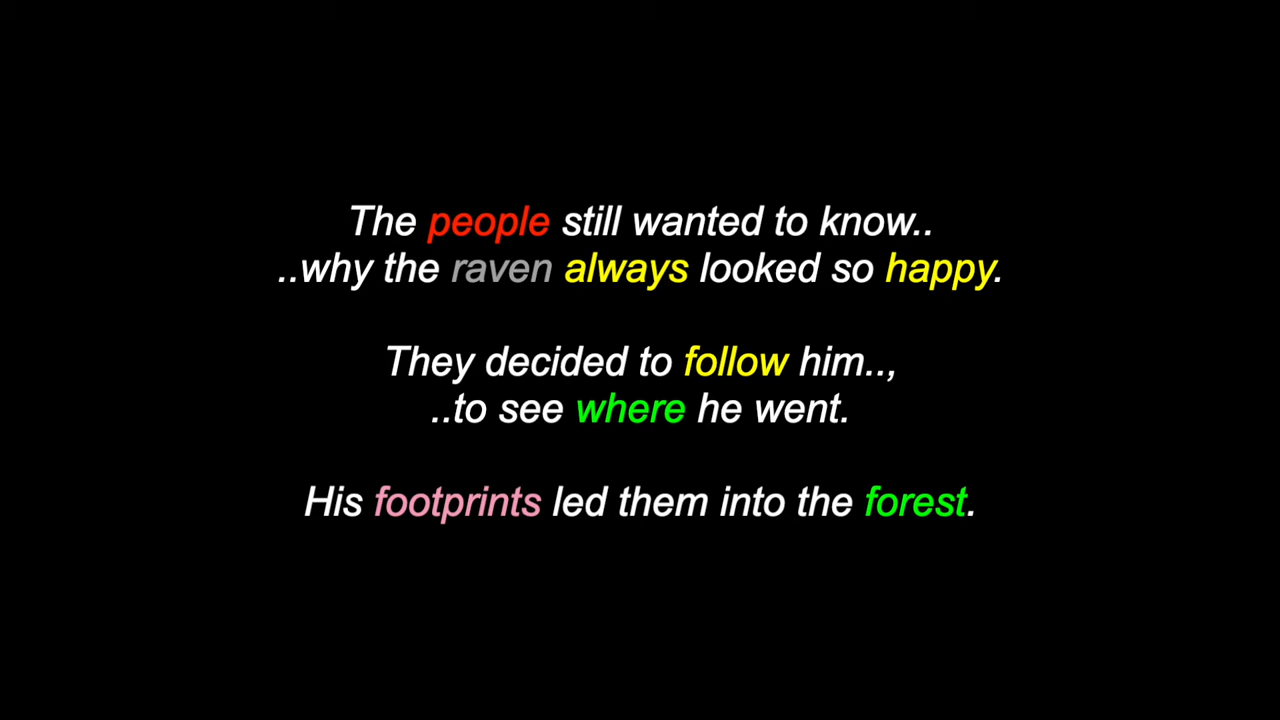 The people still wanted to know..
..why the raven always looked so happy.
They decided to follow him..,
..to see where he went.
His footprints led them into the forest.